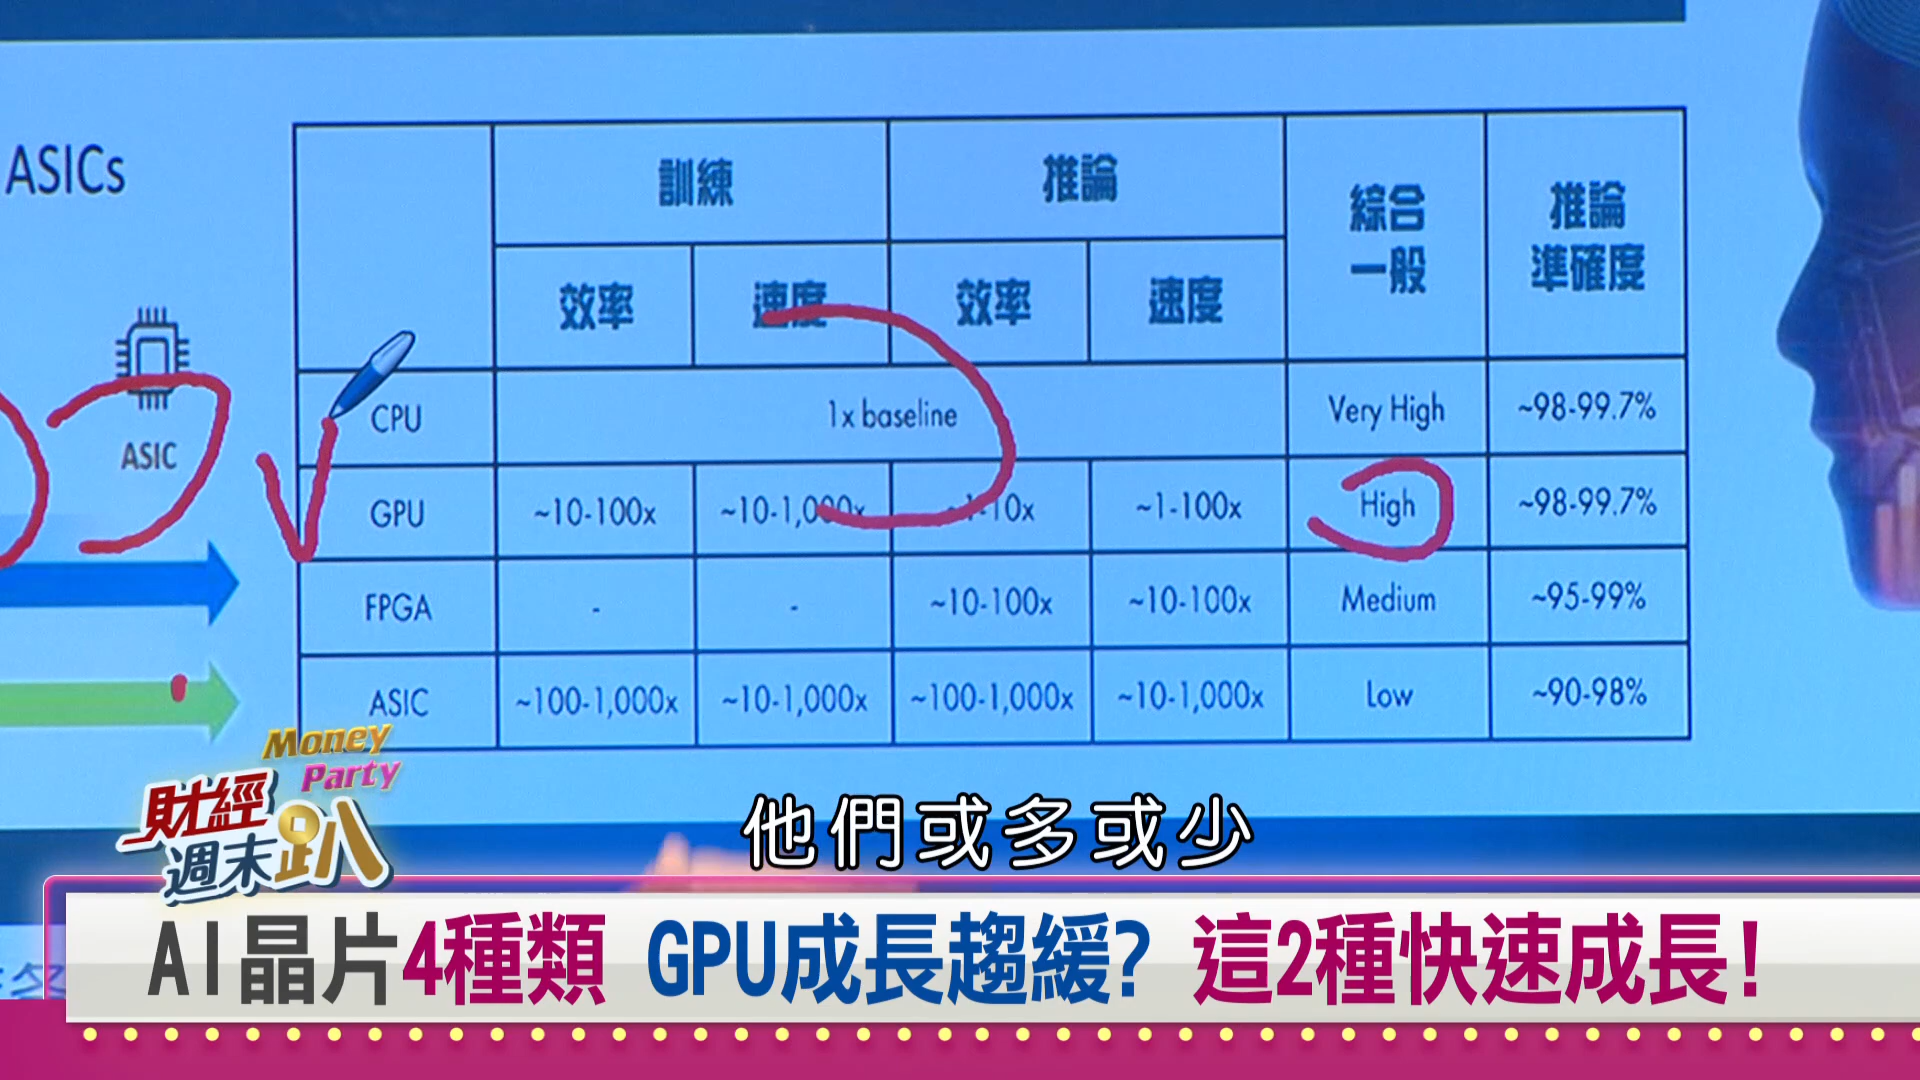 ASICs
訓練 推論 綜合一般 推論準確度
效率 速度 效率 速度
CPU 1x baseline Very High ~98-99.7%
ASIC
GPU ~10-100x ~10-1,000x ~1-10x ~1-100x High ~98-99.7%
FPGA - - ~10-100x ~10-100x Medium ~95-99%
ASIC ~100-1,000x ~10-1,000x ~100-1,000x ~10-1,000x Low ~90-98%
Money
Party
財經
週末趴
他們或多或少
AI晶片4種類 GPU成長趨緩? 這2種快速成長!